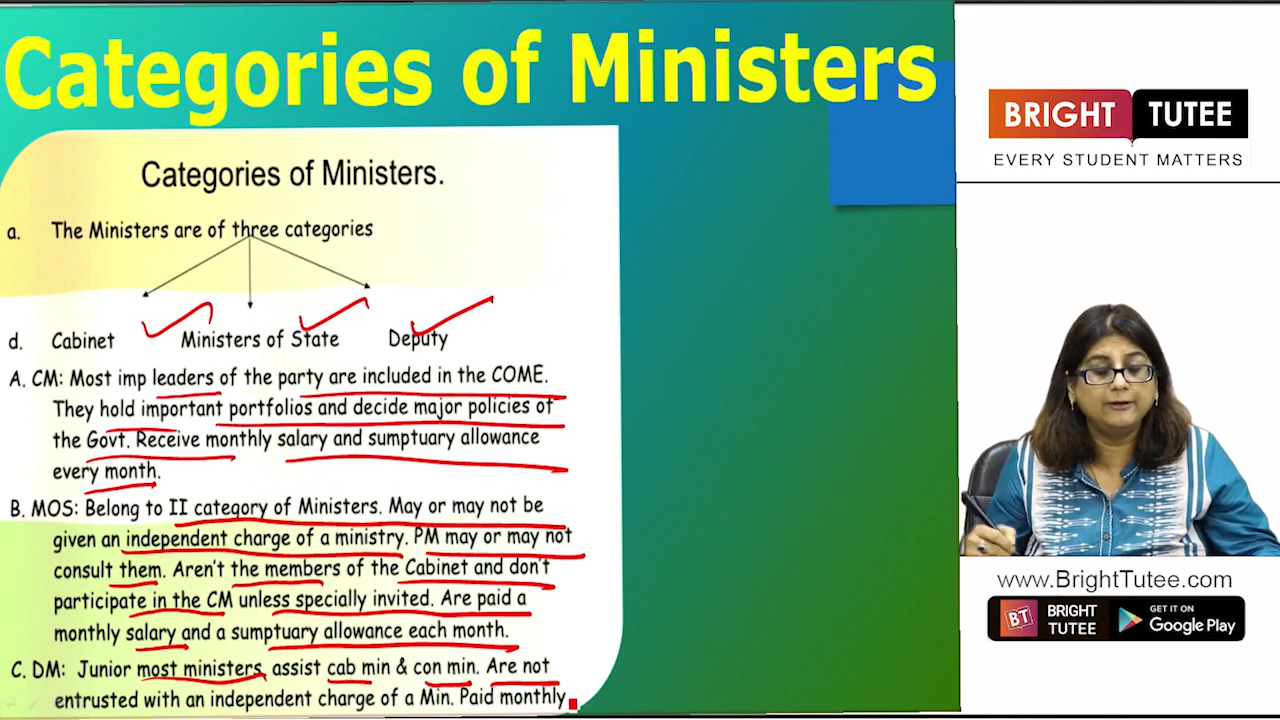 Categories of Ministers
Categories of Ministers.
a. The Ministers are of three categories
d. Cabinet Ministers of State Deputy
A. CM: Most imp leaders of the party are included in the COME.
They hold important portfolios and decide major policies of
the Govt. Receive monthly salary and sumptuary allowance
every month.
B. MOS: Belong to II category of Ministers. May or may not be
given an independent charge of a ministry. PM may or may not
consult them. Aren't the members of the Cabinet and don't
participate in the CM unless specially invited. Are paid a
monthly salary and a sumptuary allowance each month.
C. DM: Junior most ministers, assist cab min & con min. Are not
entrusted with an independent charge of a Min. Paid monthly
BRIGHT TUTEE
EVERY STUDENT MATTERS
www.BrightTutee.com
BT BRIGHT TUTEE
GET IT ON
Google Play